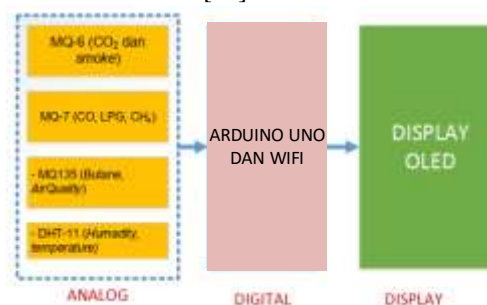 MQ-6 (CO₂ dan
smoke)
MQ-7 (CO, LPG, CH₄)
- MQ135 (Butane,
AirQuality)
- DHT-11 (Humadity,
temperature)
ARDUINO UNO
DAN WIFI
DISPLAY
OLED
ANALOG
DIGITAL
DISPLAY